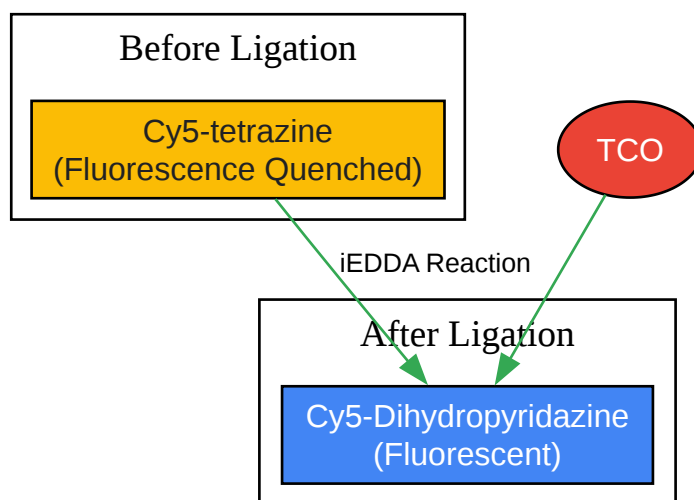 Before Ligation
Cy5-tetrazine
(Fluorescence Quenched)
TCO
iEDDA Reaction
After Ligation
Cy5-Dihydropyridazine
(Fluorescent)